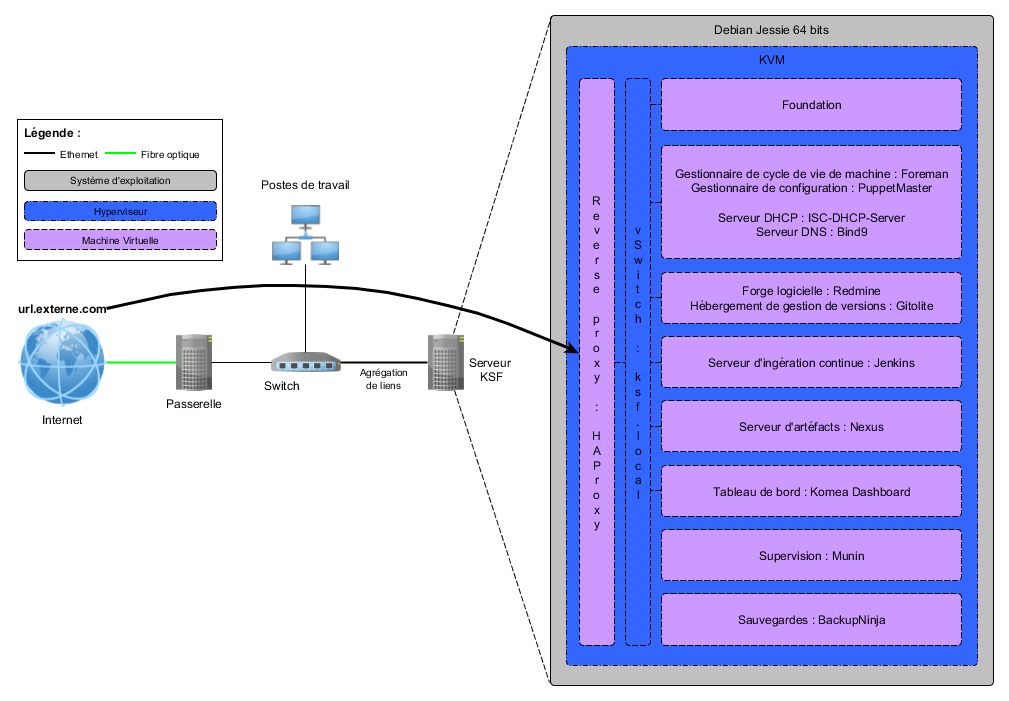 Debian Jessie 64 bits
KVM
Légende :
Ethernet
Fibre optique
Système d'exploitation
Hyperviseur
Machine Virtuelle
Postes de travail
url.externe.com
Internet
Passerelle
Switch
Agrégation
de liens
Serveur
KSF
Reverse proxy : HAProxy
vSwitch : ksf.local
Foundation
Gestionnaire de cycle de vie de machine : Foreman
Gestionnaire de configuration : PuppetMaster
Serveur DHCP : ISC-DHCP-Server
Serveur DNS : Bind9
Forge logicielle : Redmine
Hébergement de gestion de versions : Gitolite
Serveur d'ingération continue : Jenkins
Serveur d'artéfacts : Nexus
Tableau de bord : Komea Dashboard
Supervision : Munin
Sauvegardes : BackupNinja